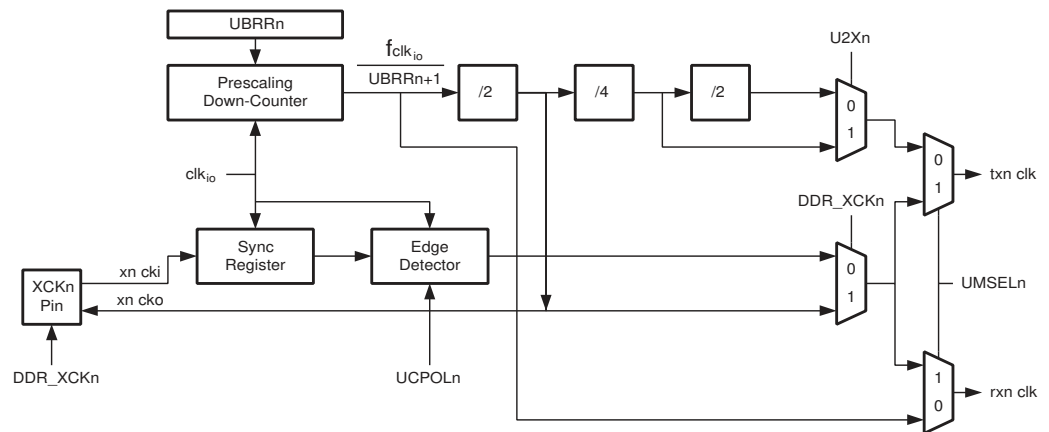 UBRRn
fclkio
UBRRn+1
U2Xn
Prescaling
Down-Counter
/2
/4
/2
0
1
clkio
0
1
txn clk
DDR_XCKn
Sync
Register
Edge
Detector
xn cki
0
1
XCKn
Pin
xn cko
UMSELn
DDR_XCKn
UCPOLn
1
0
rxn clk